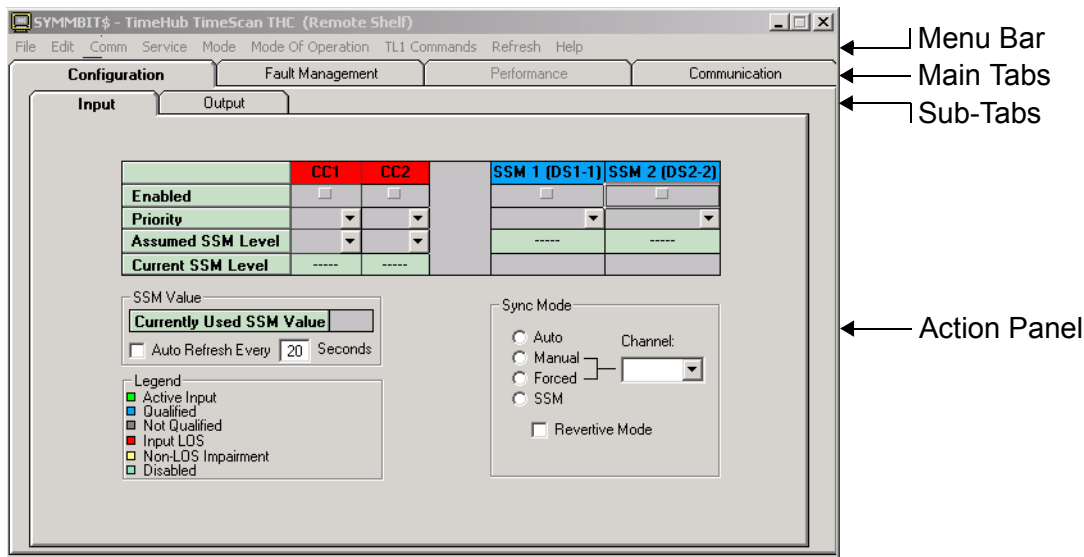 SYMMBIT$ - TimeHub TimeScan THC (Remote Shelf)
File Edit Comm Service Mode Mode Of Operation TL1 Commands Refresh Help
Menu Bar
Configuration Fault Management Performance Communication
Main Tabs
Input Output
Sub-Tabs
CC1 CC2 SSM 1 (DS1-1) SSM 2 (DS2-2)
Enabled
Priority
Assumed SSM Level ----- -----
Current SSM Level ----- -----
SSM Value
Currently Used SSM Value
Auto Refresh Every 20 Seconds
Legend
Active Input
Qualified
Not Qualified
Input LOS
Non-LOS Impairment
Disabled
Sync Mode
Auto
Manual
Forced
SSM
Channel:
Revertive Mode
Action Panel